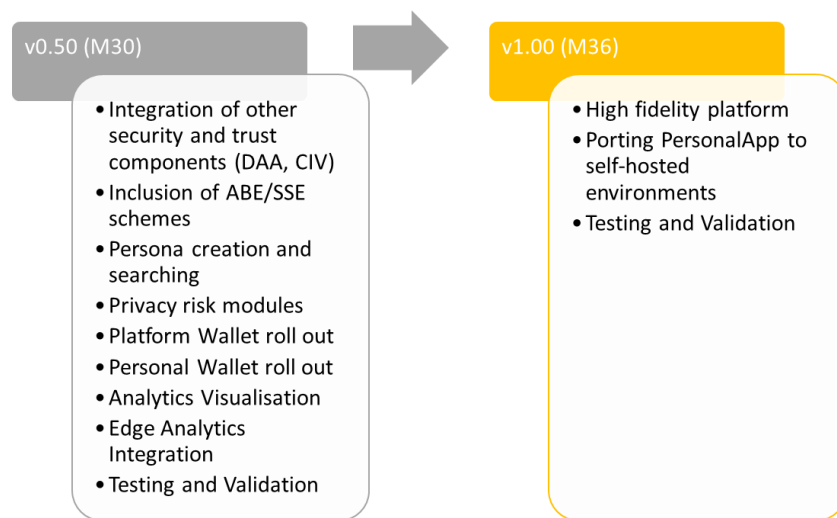 v0.50 (M30)
• Integration of other
security and trust
components (DAA, CIV)
• Inclusion of ABE/SSE
schemes
• Persona creation and
searching
• Privacy risk modules
• Platform Wallet roll out
• Personal Wallet roll out
• Analytics Visualisation
• Edge Analytics
Integration
• Testing and Validation
v1.00 (M36)
• High fidelity platform
• Porting PersonalApp to
self-hosted
environments
• Testing and Validation